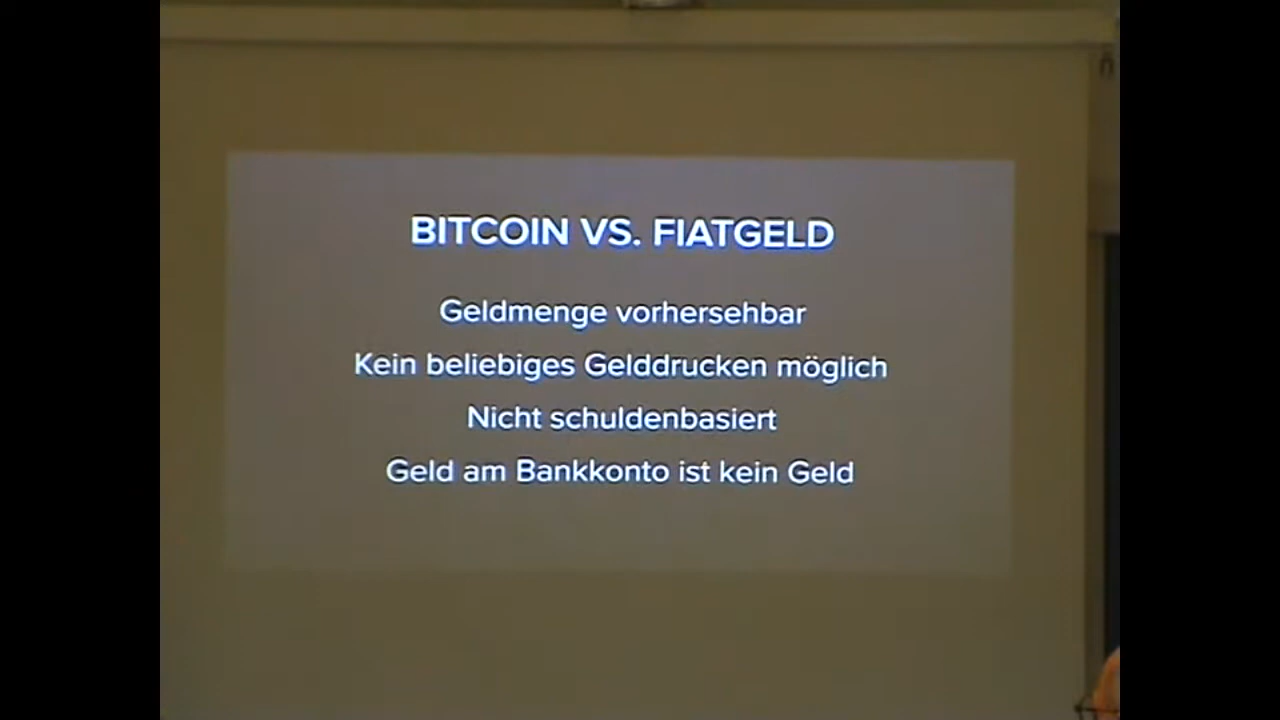 BITCOIN VS. FIATGELD
Geldmenge vorhersehbar
Kein beliebiges Gelddrucken möglich
Nicht schuldenbasiert
Geld am Bankkonto ist kein Geld